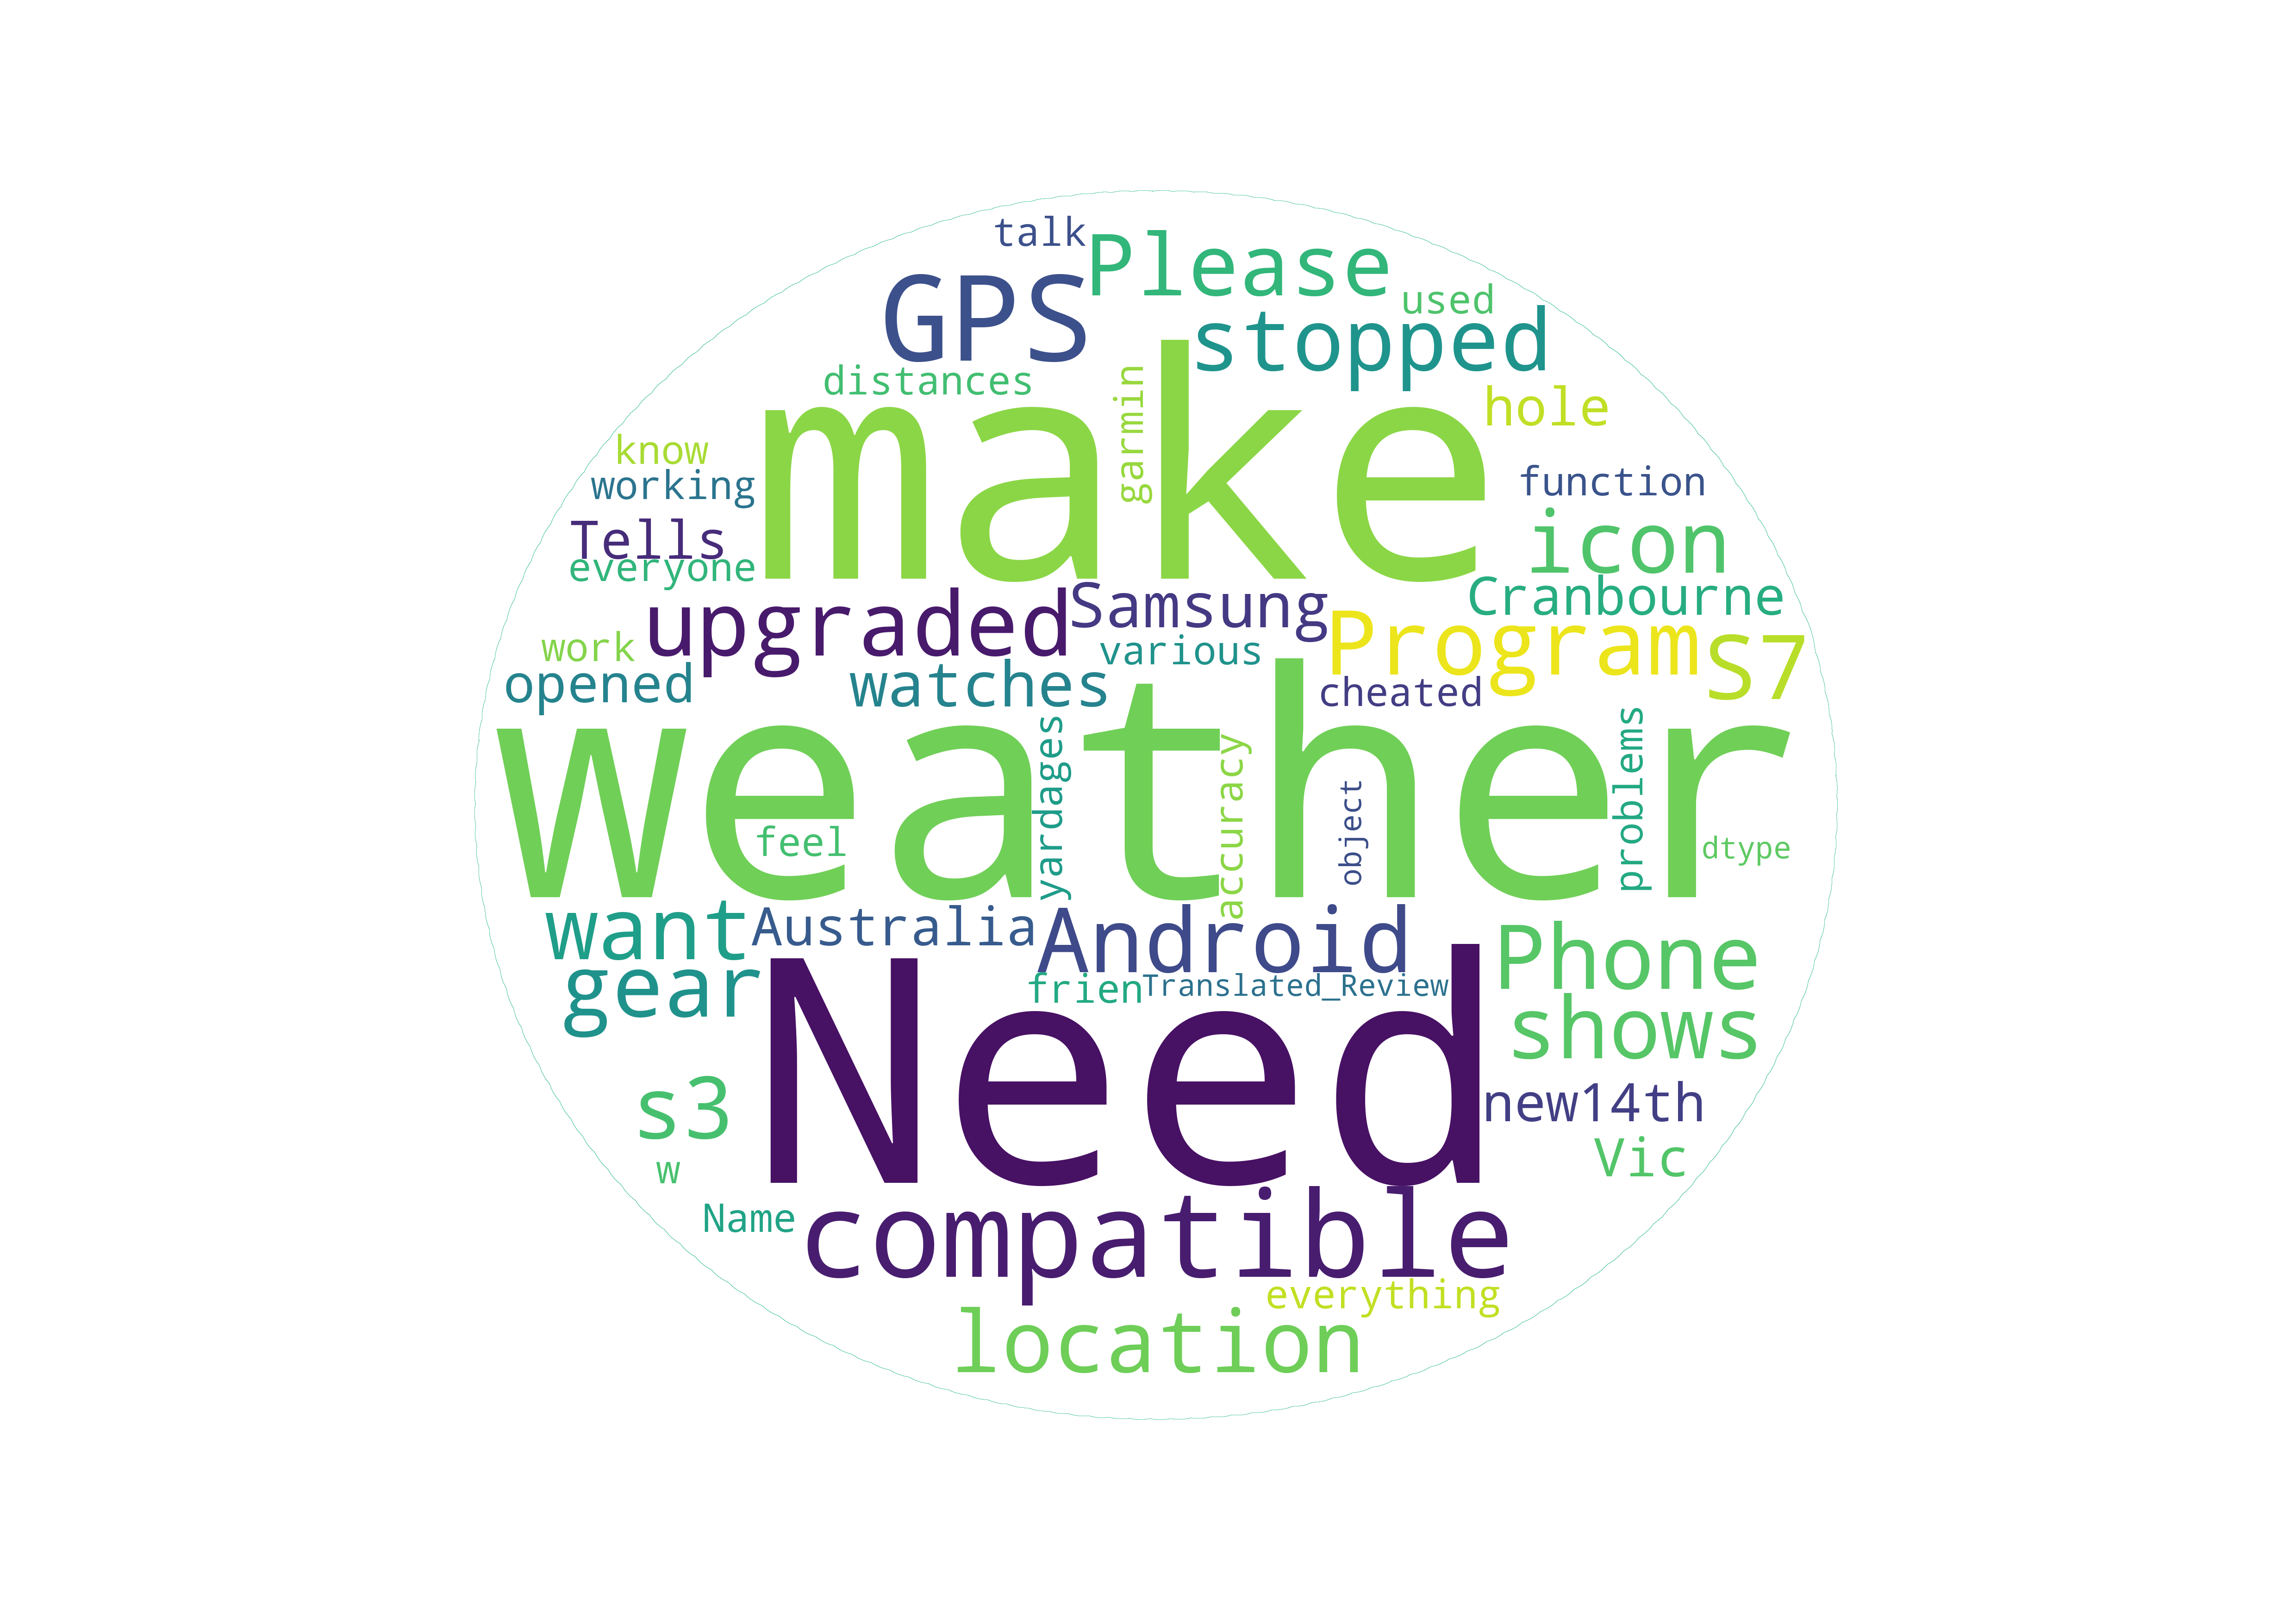 talk
Please
GPS
used
stopped
distances
garmin
make
hole
know
working
function
Tells
icon
everyone
Samsung
Cranbourne
upgraded
Programs
S7
work
various
opened
watches
cheated
weather
yardages
accuracy
object
problems
feel
dtype
want
Australia
Android
Phone
gear
frien
Translated_Review
shows
Need
s3
new14th
w
Vic
Name
compatible
everything
location